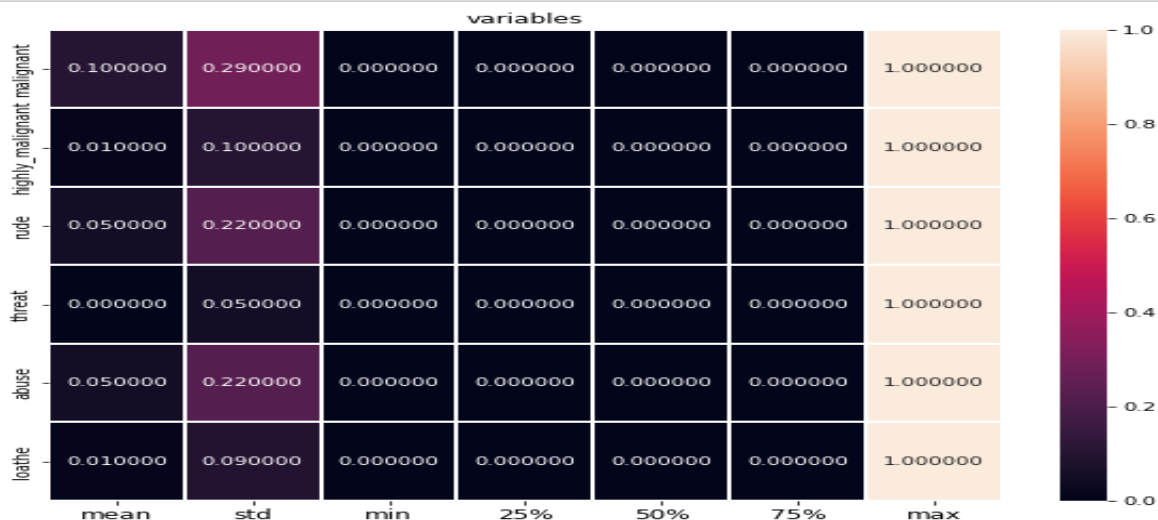 variables
malignant 0.100000 0.290000 0.000000 0.000000 0.000000 0.000000 1.000000
highly_malignant 0.010000 0.100000 0.000000 0.000000 0.000000 0.000000 1.000000
rude 0.050000 0.220000 0.000000 0.000000 0.000000 0.000000 1.000000
threat 0.000000 0.050000 0.000000 0.000000 0.000000 0.000000 1.000000
abuse 0.050000 0.220000 0.000000 0.000000 0.000000 0.000000 1.000000
loathe 0.010000 0.090000 0.000000 0.000000 0.000000 0.000000 1.000000
mean std min 25% 50% 75% max
1.0
0.8
0.6
0.4
0.2
0.0